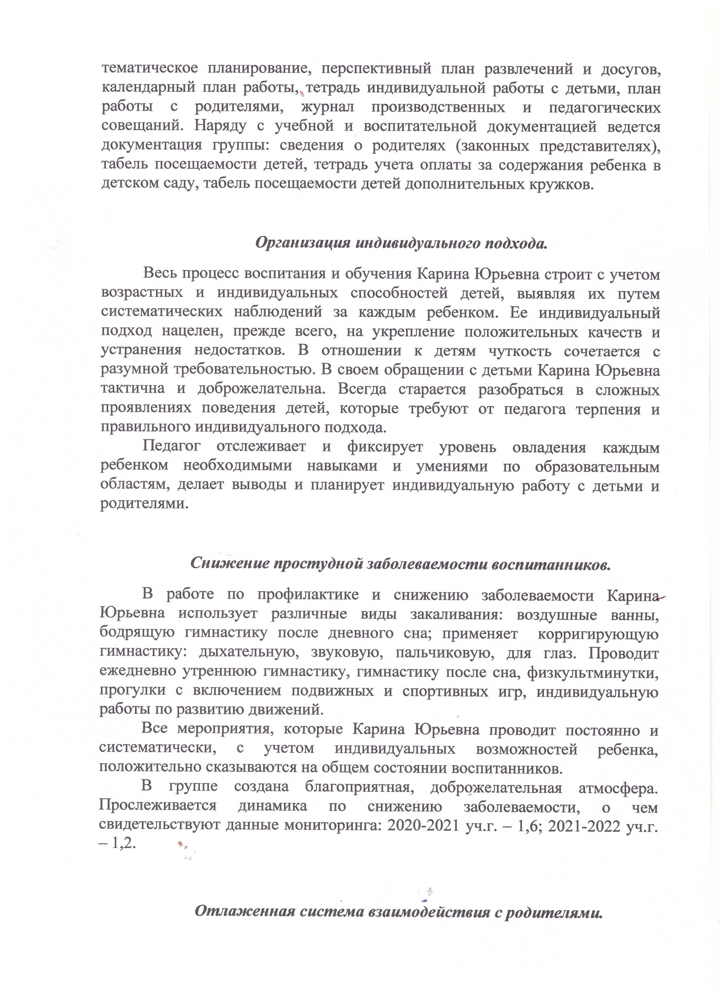 тематическое планирование, перспективный план развлечений и досугов,
календарный план работы, тетрадь индивидуальной работы с детьми, план
работы с родителями, журнал производственных и педагогических
совещаний. Наряду с учебной и воспитательной документацией ведется
документация группы: сведения о родителях (законных представителях),
табель посещаемости детей, тетрадь учета оплаты за содержания ребенка в
детском саду, табель посещаемости детей дополнительных кружков.
Организация индивидуального подхода.
Весь процесс воспитания и обучения Карина Юрьевна строит с учетом
возрастных и индивидуальных способностей детей, выявляя их путем
систематических наблюдений за каждым ребенком. Ее индивидуальный
подход нацелен, прежде всего, на укрепление положительных качеств и
устранения недостатков. В отношении к детям чуткость сочетается с
разумной требовательностью. В своем обращении с детьми Карина Юрьевна
тактична и доброжелательна. Всегда старается разобраться в сложных
проявлениях поведения детей, которые требуют от педагога терпения и
правильного индивидуального подхода.
Педагог отслеживает и фиксирует уровень овладения каждым
ребенком необходимыми навыками и умениями по образовательным
областям, делает выводы и планирует индивидуальную работу с детьми и
родителями.
Снижение простудной заболеваемости воспитанников.
В работе по профилактике и снижению заболеваемости Карина
Юрьевна использует различные виды закаливания: воздушные ванны,
бодрящую гимнастику после дневного сна; применяет корригирующую
гимнастику: дыхательную, звуковую, пальчиковую, для глаз. Проводит
ежедневно утреннюю гимнастику, гимнастику после сна, физкультминутки,
прогулки с включением подвижных и спортивных игр, индивидуальную
работы по развитию движений.
Все мероприятия, которые Карина Юрьевна проводит постоянно и
систематически, с учетом индивидуальных возможностей ребенка,
положительно сказываются на общем состоянии воспитанников.
В группе создана благоприятная, доброжелательная атмосфера.
Прослеживается динамика по снижению заболеваемости, о чем
свидетельствуют данные мониторинга: 2020-2021 уч.г. – 1,6; 2021-2022 уч.г.
– 1,2.
Отлаженная система взаимодействия с родителями.